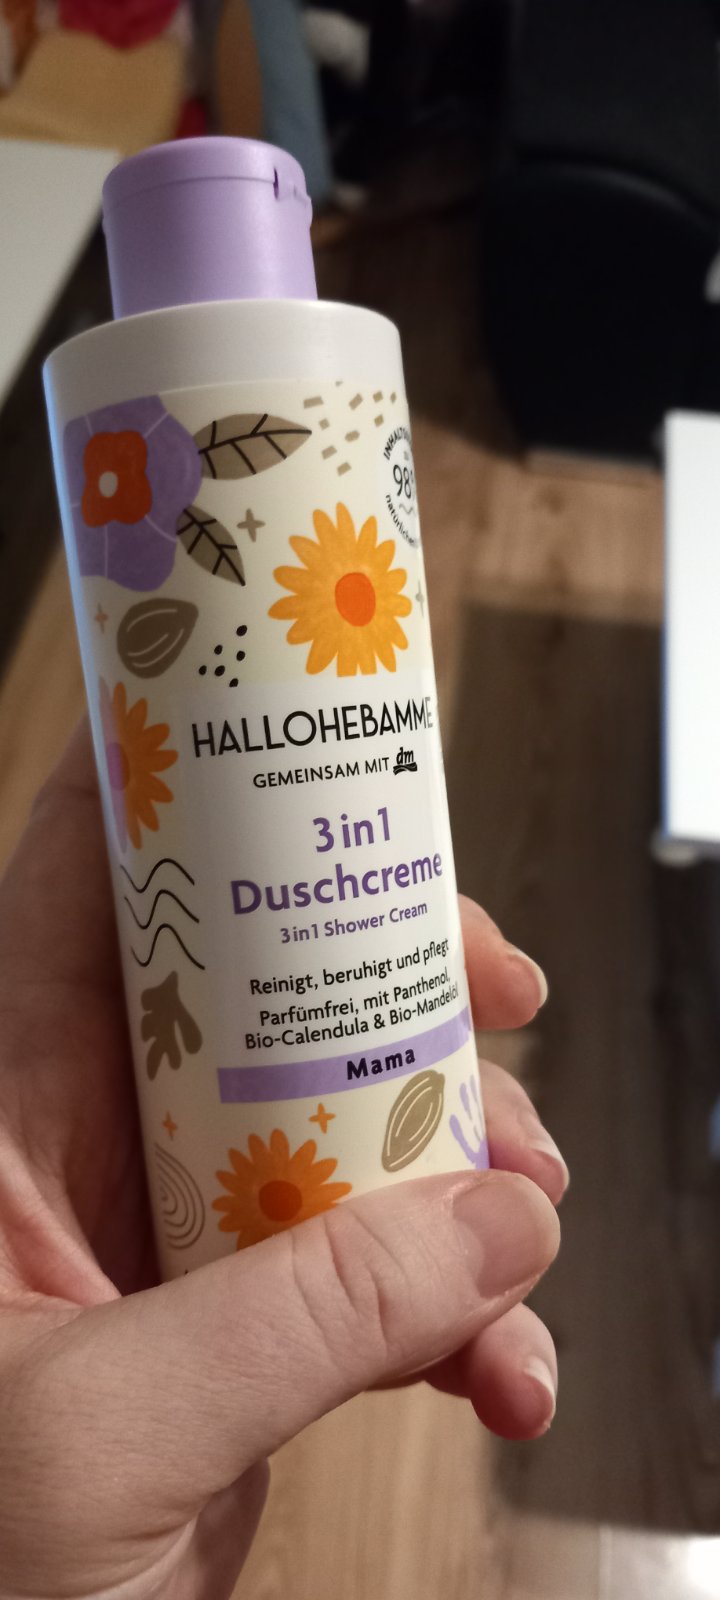 98%
HALLOHEBAMME
GEMEINSAM MIT dm
3in1
Duschcreme
3in1 Shower Cream
Reinigt, beruhigt und pflegt
Parfümfrei, mit Panthenol,
Bio-Calendula & Bio-Mandelöl
Mama